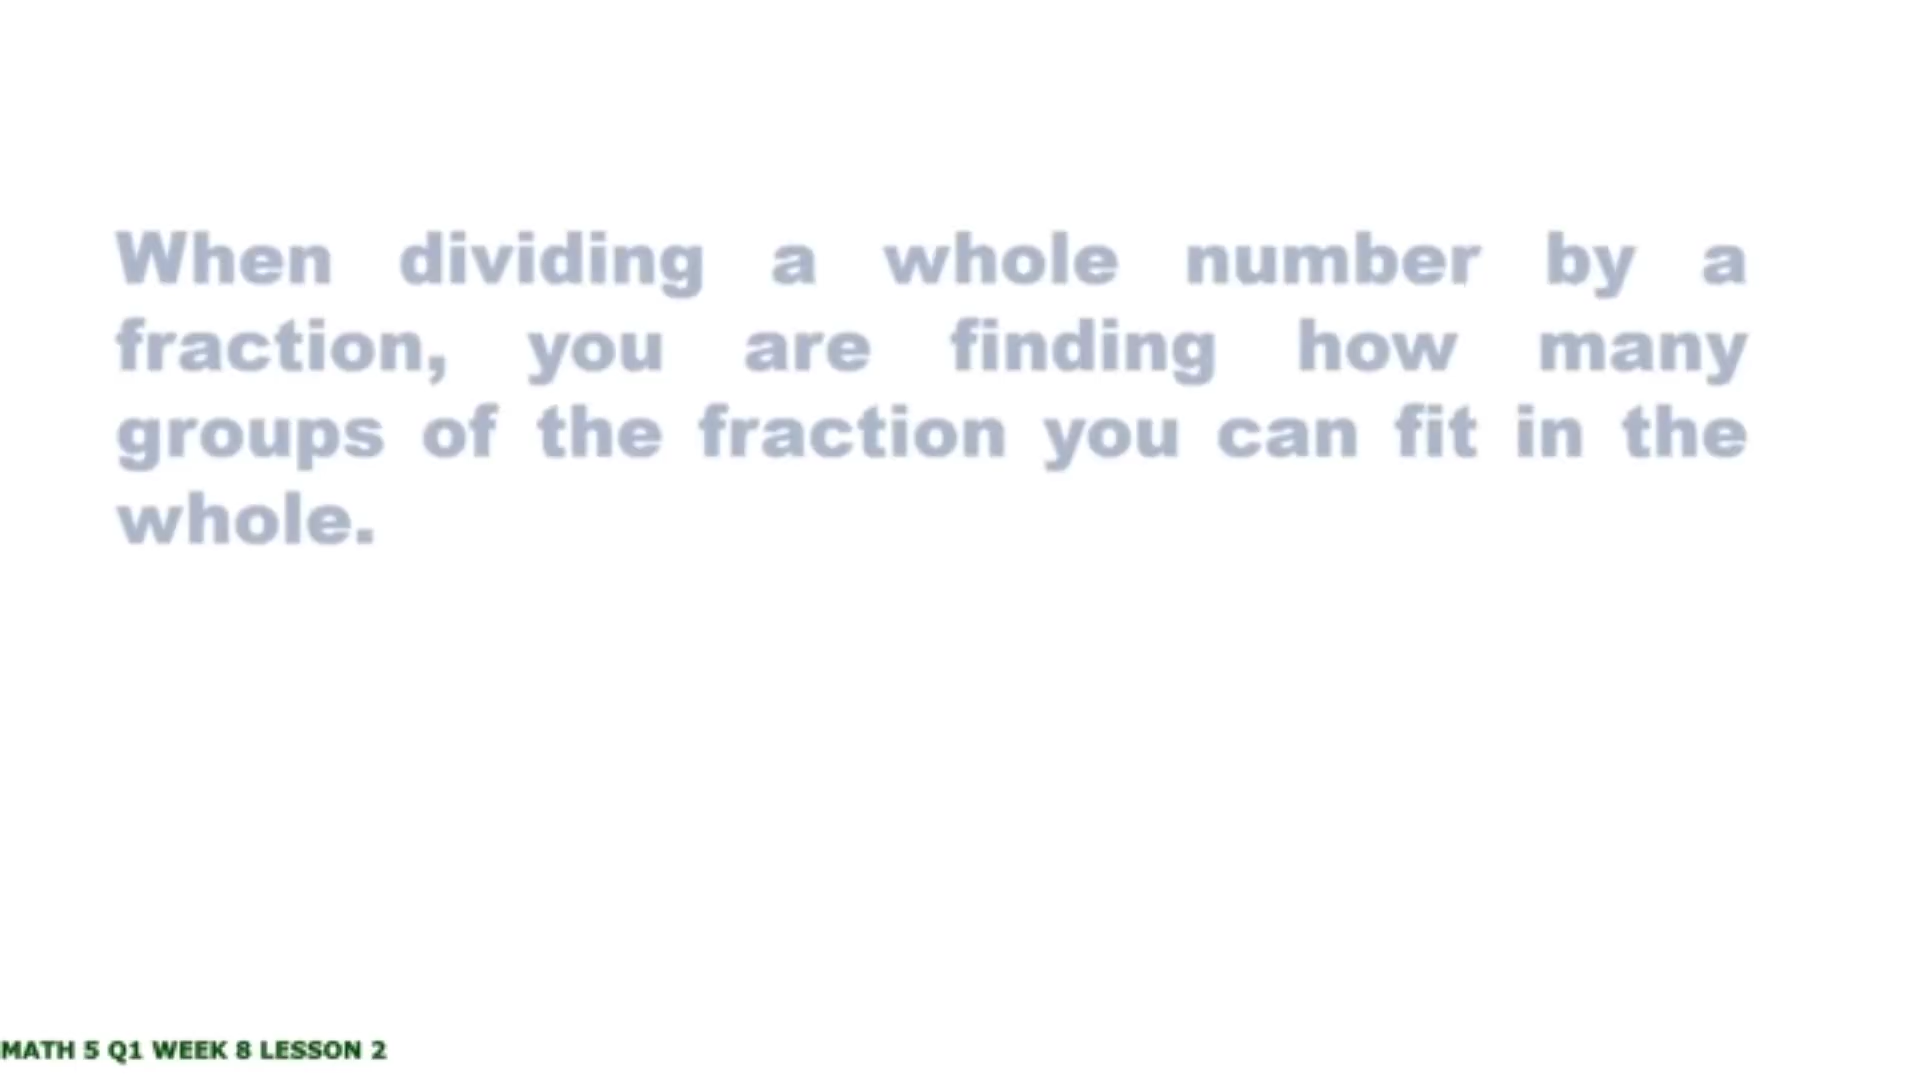 When dividing a whole number by a
fraction, you are finding how many
groups of the fraction you can fit in the
whole.
MATH 5 Q1 WEEK 8 LESSON 2